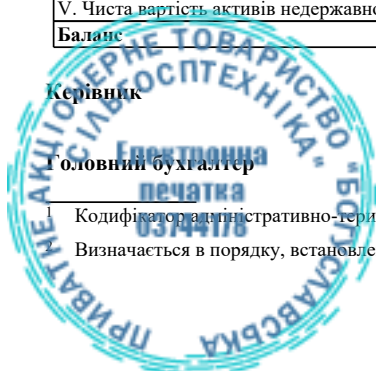 V. Чиста вартість активів недержавно
Баланс
Керівник
Головний бухгалтер
1 Кодифікатор адміністративно-тери
2 Визначається в порядку, встановле
ПРИВАТНЕ АКЦІОНЕРНЕ ТОВАРИСТВО "БОГУСЛАВСЬКА
СІЛЬГОСПТЕХНІКА"
Електронна
печатка
03744178